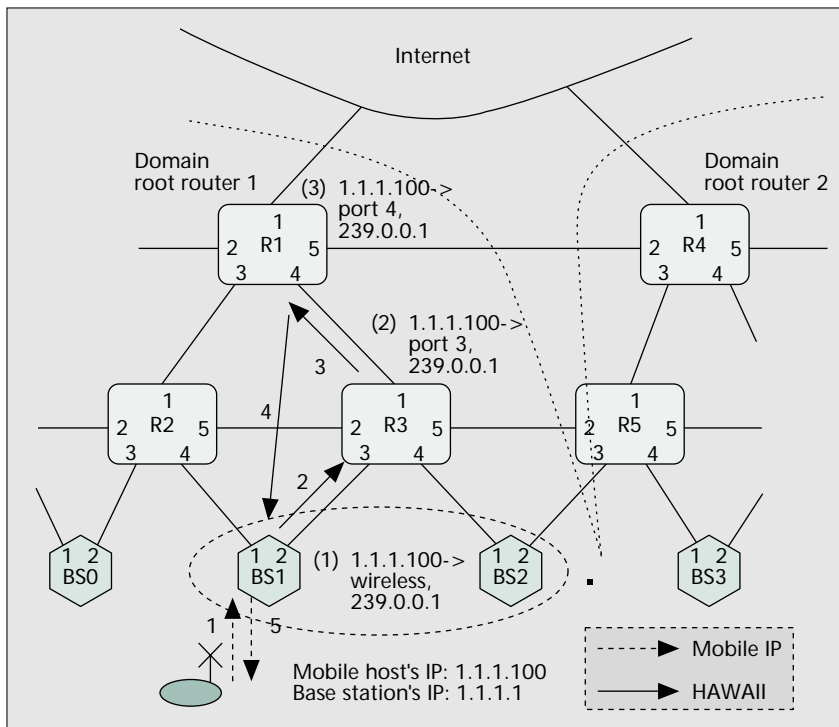 Internet
Domain
root router 1
Domain
root router 2
(3) 1.1.1.100->
port 4,
239.0.0.1
1
2 R1 5
3 4
1
2 R4 5
3 4
(2) 1.1.1.100->
port 3,
239.0.0.1
3
4
1
2 R2 5
3 4
1
2 R3 5
3 4
1
2 R5 5
3 4
2
1 2
BS0
1 2
BS1
(1) 1.1.1.100->
wireless,
239.0.0.1
1 2
BS2
1 2
BS3
1
5
Mobile host's IP: 1.1.1.100
Base station's IP: 1.1.1.1
Mobile IP
HAWAII